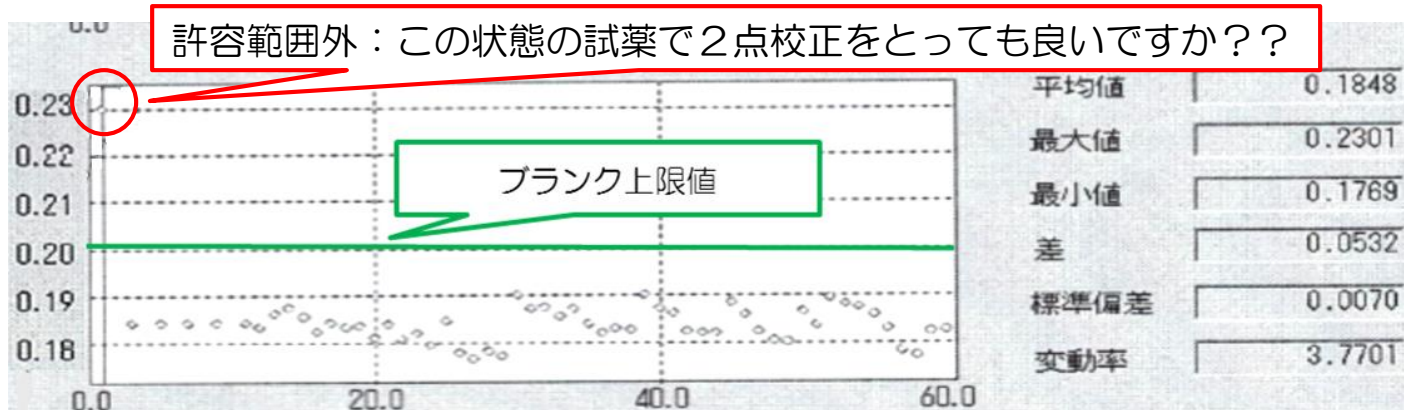 0.0
許容範囲外：この状態の試薬で２点校正をとっても良いですか？？
0.23
0.22
0.21
0.20
0.19
0.18
ブランク上限値
0.0 20.0 40.0 60.0
平均値 0.1848
最大値 0.2301
最小値 0.1769
差 0.0532
標準偏差 0.0070
変動率 3.7701